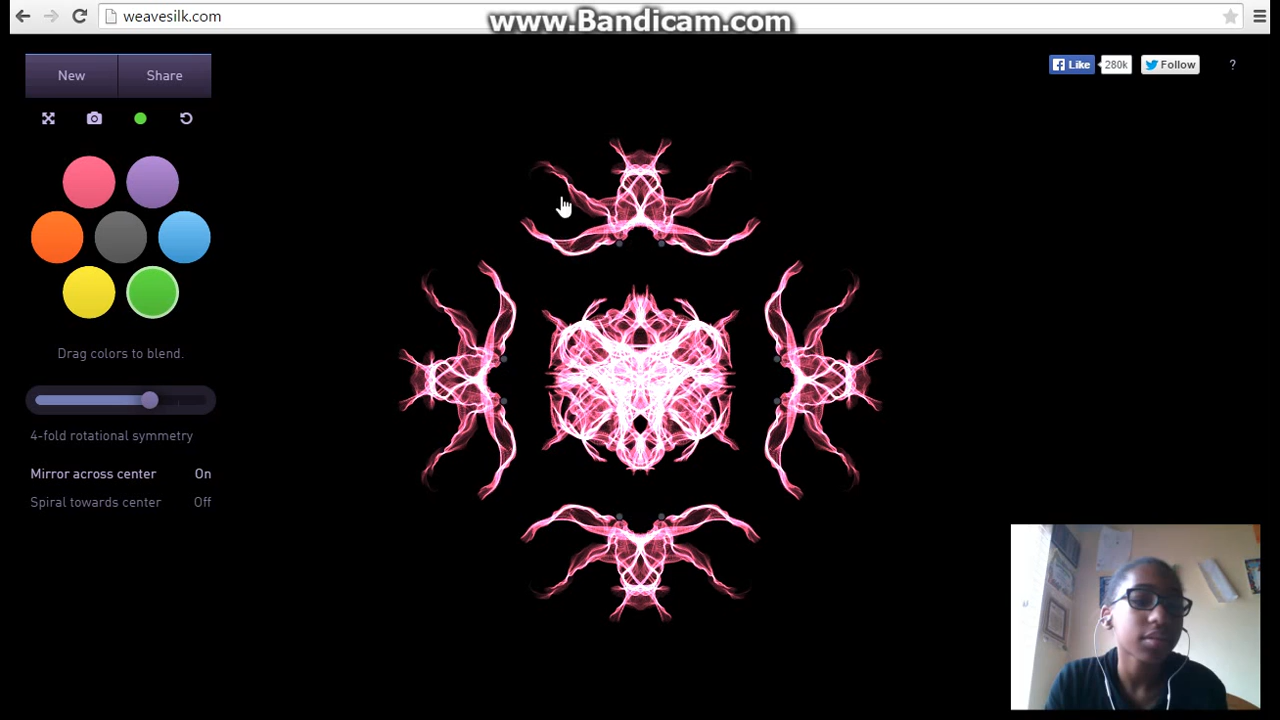 www.Bandicam.com
weavesilk.com
New
Share
Like
280k
Follow
?
Drag colors to blend.
4-fold rotational symmetry
Mirror across center On
Spiral towards center Off